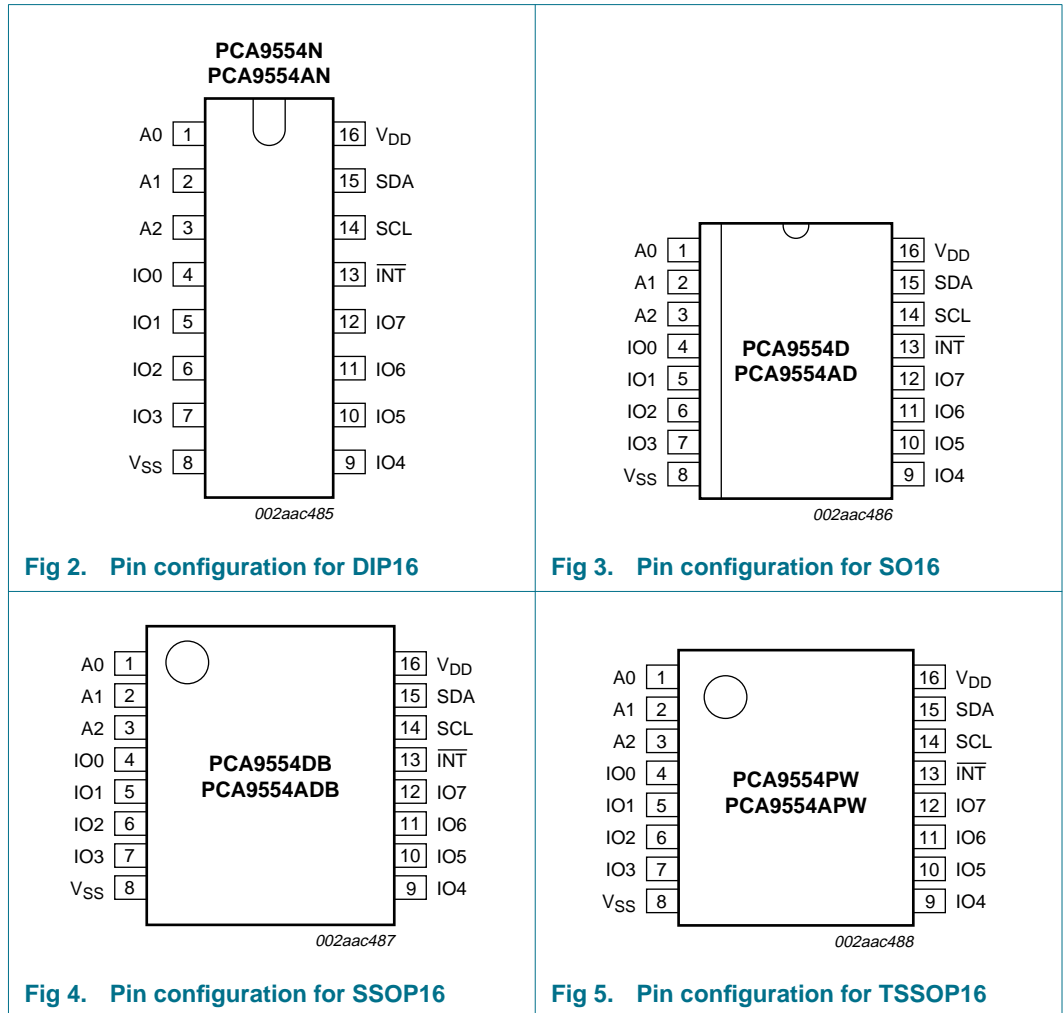 PCA9554N
PCA9554AN
A0 1 16 VDD
A1 2 15 SDA
A2 3 14 SCL
IO0 4 13 INT
IO1 5 12 IO7
IO2 6 11 IO6
IO3 7 10 IO5
VSS 8 9 IO4
002aac485
Fig 2. Pin configuration for DIP16
A0 1 16 VDD
A1 2 15 SDA
A2 3 14 SCL
IO0 4 PCA9554D 13 INT
IO1 5 PCA9554AD 12 IO7
IO2 6 11 IO6
IO3 7 10 IO5
VSS 8 9 IO4
002aac486
Fig 3. Pin configuration for SO16
A0 1 16 VDD
A1 2 15 SDA
A2 3 14 SCL
IO0 4 PCA9554DB 13 INT
IO1 5 PCA9554ADB 12 IO7
IO2 6 11 IO6
IO3 7 10 IO5
VSS 8 9 IO4
002aac487
Fig 4. Pin configuration for SSOP16
A0 1 16 VDD
A1 2 15 SDA
A2 3 14 SCL
IO0 4 PCA9554PW 13 INT
IO1 5 PCA9554APW 12 IO7
IO2 6 11 IO6
IO3 7 10 IO5
VSS 8 9 IO4
002aac488
Fig 5. Pin configuration for TSSOP16